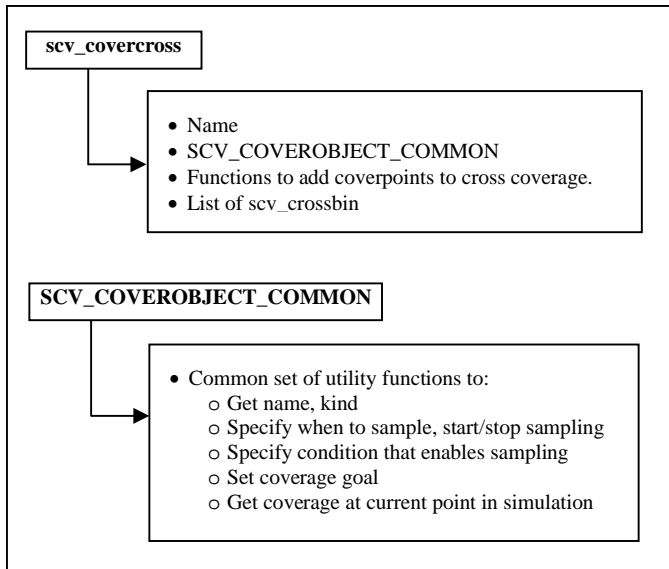 scv_covercross
• Name
• SCV_COVEROBJECT_COMMON
• Functions to add coverpoints to cross coverage.
• List of scv_crossbin
SCV_COVEROBJECT_COMMON
• Common set of utility functions to:
o Get name, kind
o Specify when to sample, start/stop sampling
o Specify condition that enables sampling
o Set coverage goal
o Get coverage at current point in simulation